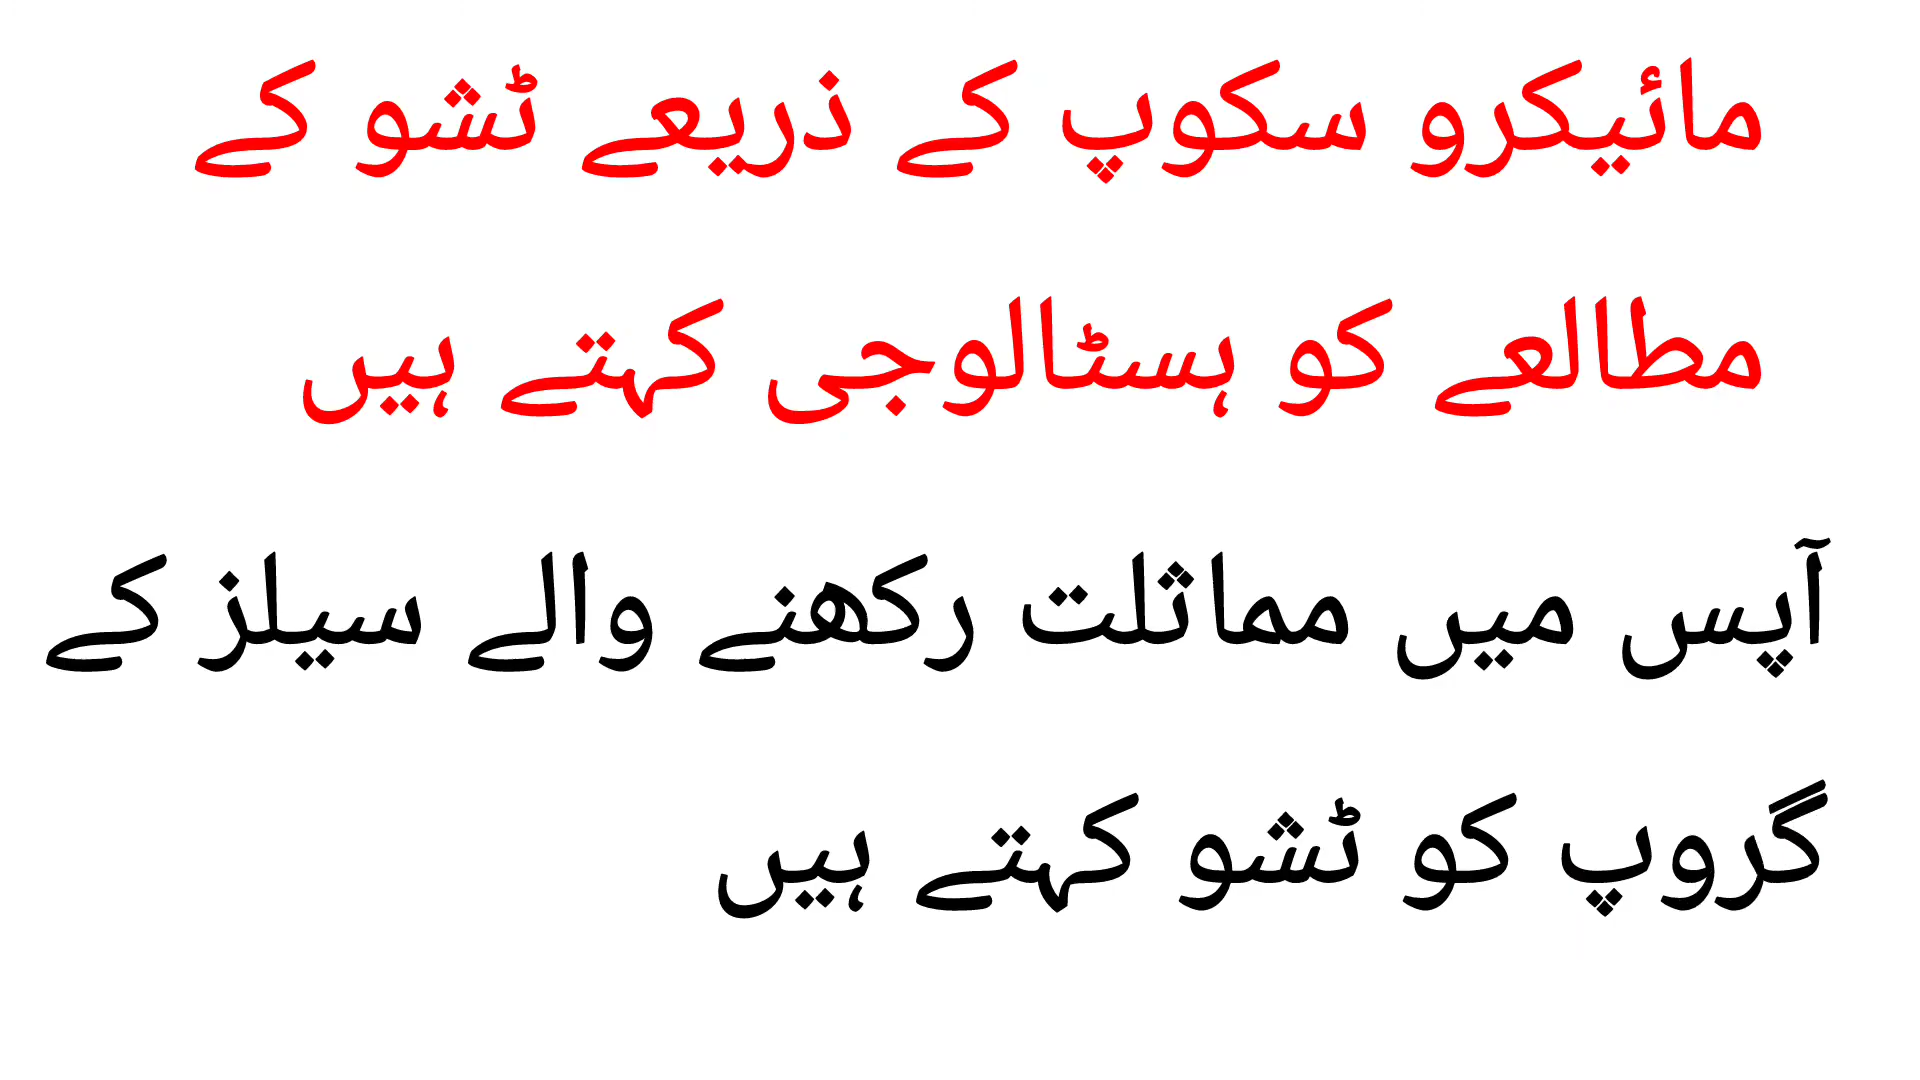 مائیکرو سکوپ کے ذریعے ٹشو کے
مطالعے کو ہسٹالوجی کہتے ہیں
آپس میں مماثلت رکھنے والے سیلز کے
گروپ کو ٹشو کہتے ہیں